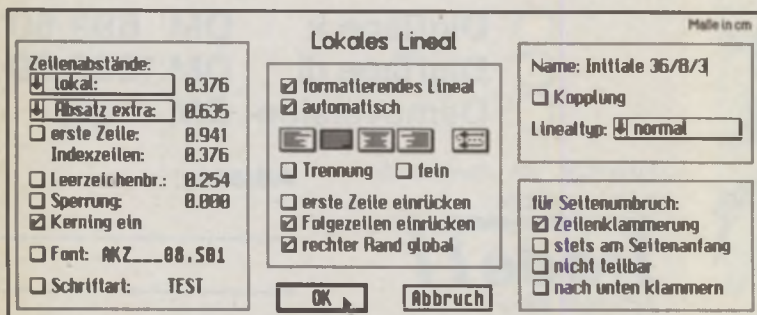 Maße in cm
Lokales Lineal
Zeilenabstände:
lokal: 0.376
Absatz extra: 0.635
erste Zeile: 0.941
Indexzeilen: 0.376
Leerzeichenbr.: 0.254
Sperrung: 0.000
Kerning ein
Font: AKZ___08.S01
Schriftart: TEST
formatierendes Lineal
automatisch
Trennung fein
erste Zeile einrücken
Folgezeilen einrücken
rechter Rand global
OK Abbruch
Name: Initiale 36/8/3
Kopplung
Linealtyp: normal
für Seitenumbruch:
Zeilenklammerung
stets am Seitenanfang
nicht teilbar
nach unten klammern